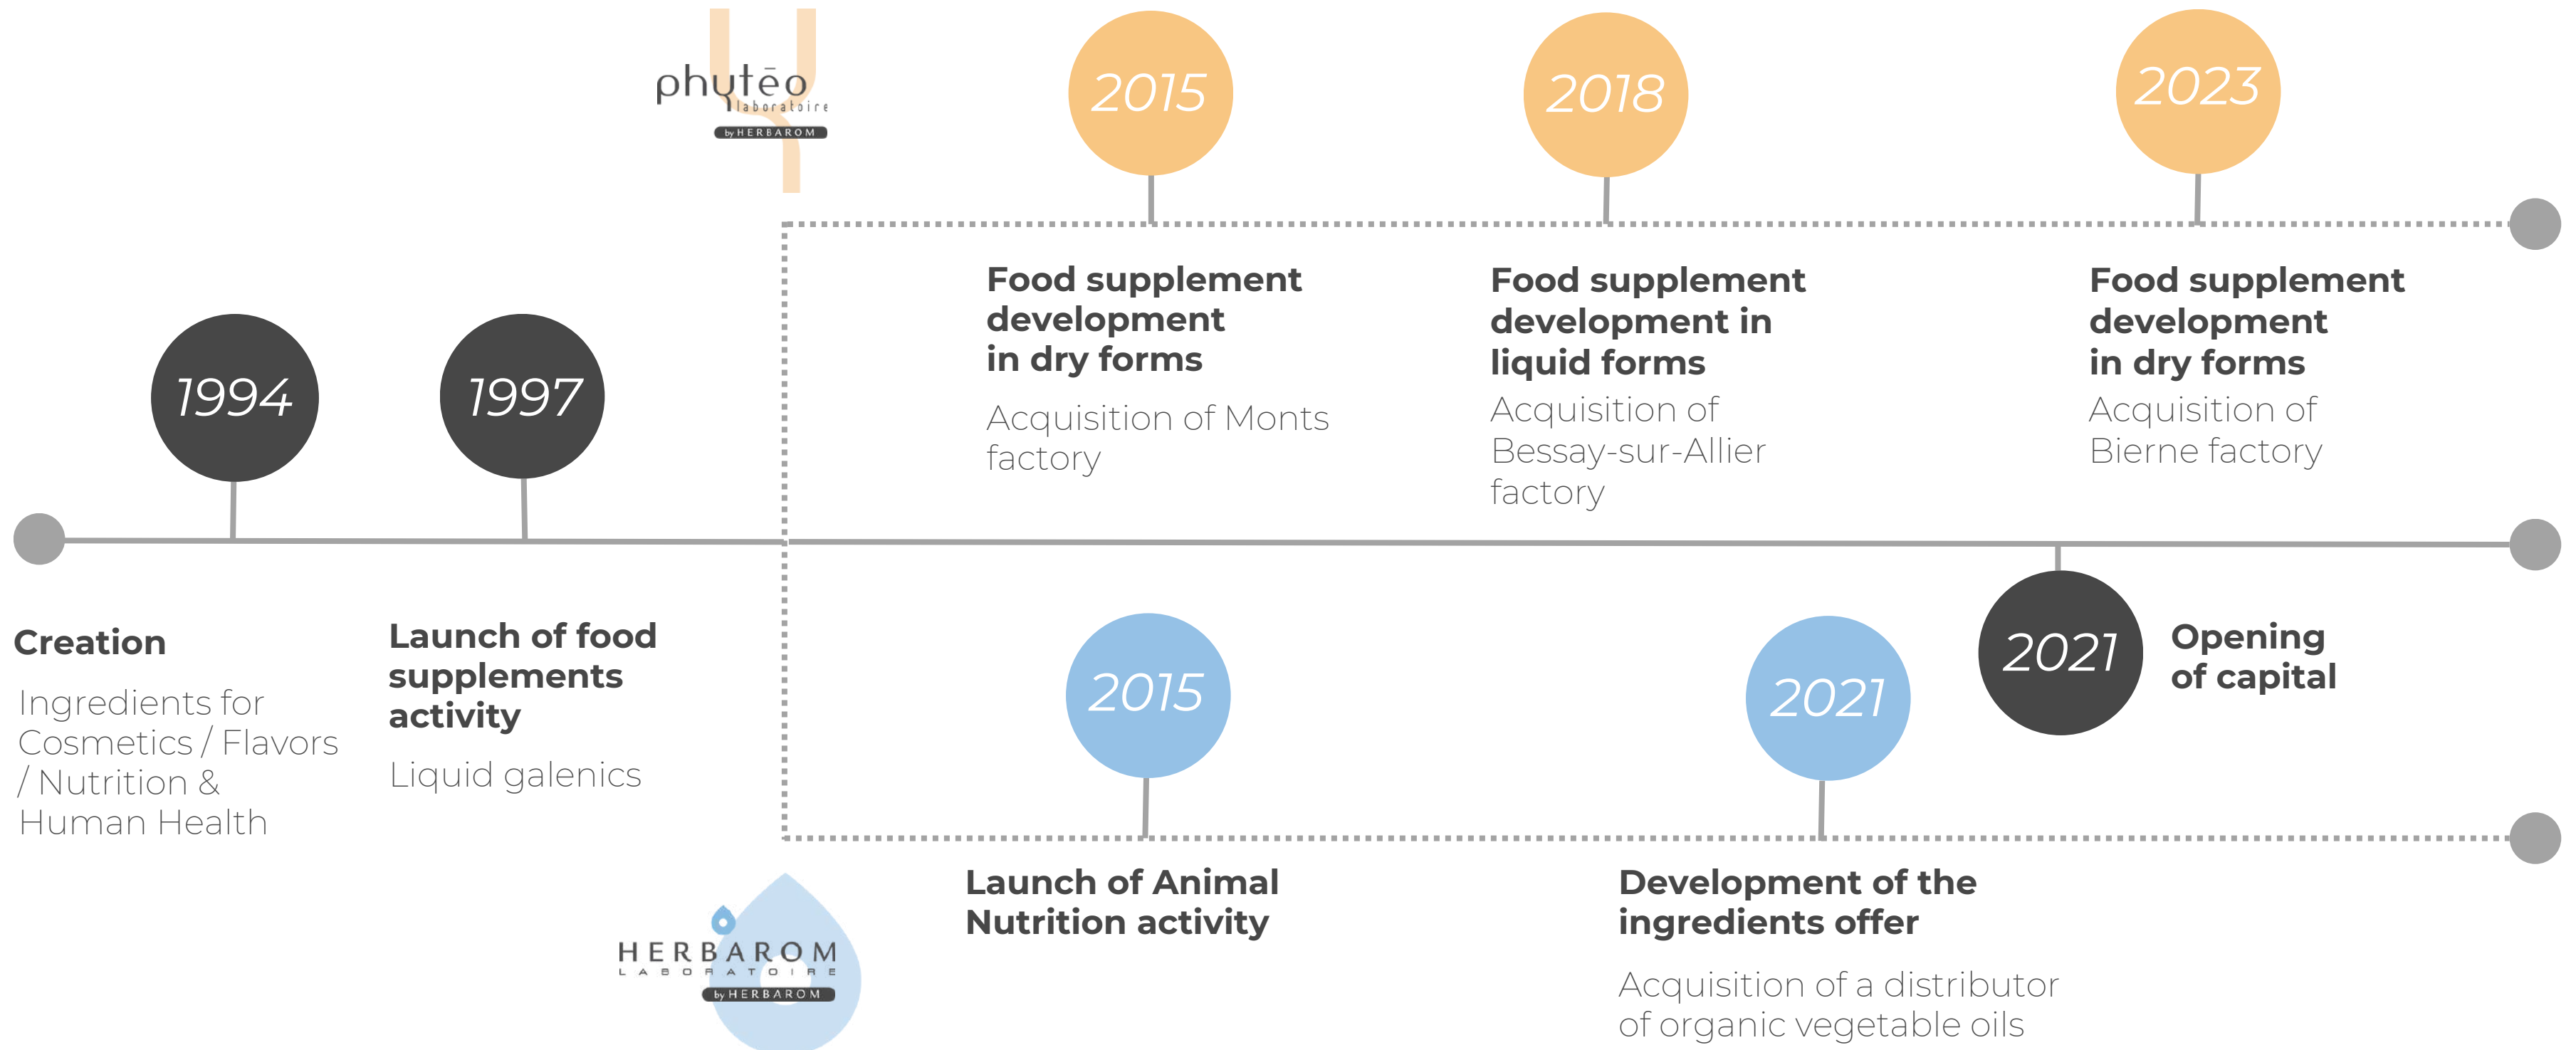 phytēo
laboratoire
by HERBAROM
2015
2018
2023
Food supplement
development
in dry forms
Acquisition of Monts
factory
Food supplement
development in
liquid forms
Acquisition of
Bessay-sur-Allier
factory
Food supplement
development
in dry forms
Acquisition of
Bierne factory
1994
1997
Creation
Ingredients for
Cosmetics / Flavors
/ Nutrition &
Human Health
Launch of food
supplements
activity
Liquid galenics
2015
2021
2021
Opening
of capital
HERBAROM
LABORATOIRE
by HERBAROM
Launch of Animal
Nutrition activity
Development of the
ingredients offer
Acquisition of a distributor
of organic vegetable oils